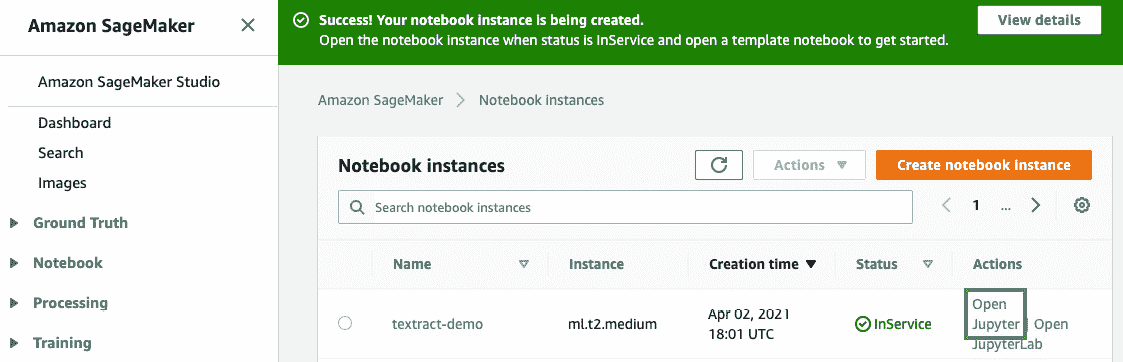 Amazon SageMaker
Amazon SageMaker Studio
Dashboard
Search
Images
Ground Truth
Notebook
Processing
Training
Success! Your notebook instance is being created.
Open the notebook instance when status is InService and open a template notebook to get started.
View details
Amazon SageMaker > Notebook instances
Notebook instances
Actions
Create notebook instance
Search notebook instances
1 ...
Name Instance Creation time Status Actions
textract-demo ml.t2.medium Apr 02, 2021 18:01 UTC InService Open Jupyter | Open JupyterLab